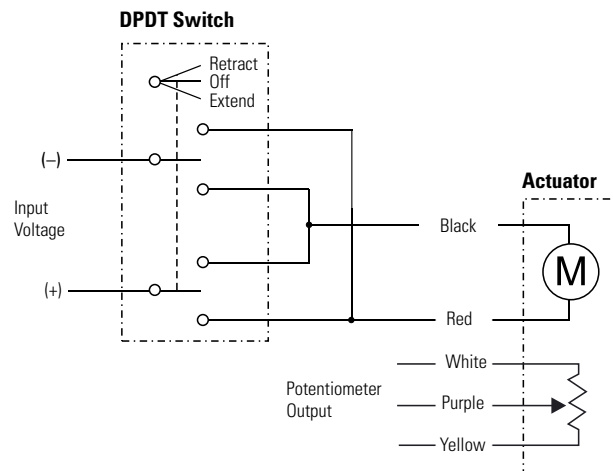 DPDT Switch
Retract
Off
Extend
(–)
Input
Voltage
(+)
Actuator
Black
M
Red
White
Potentiometer
Output
Purple
Yellow